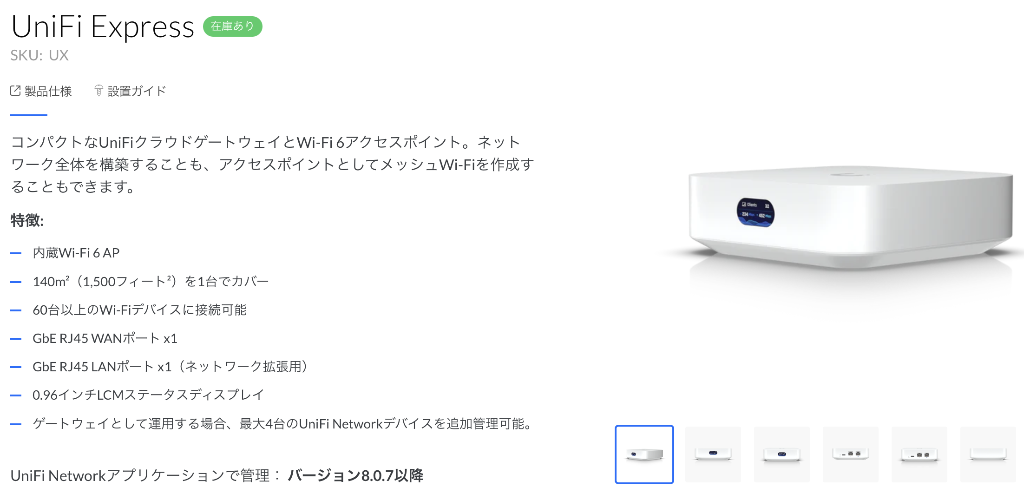 UniFi Express 在庫あり
SKU: UX
製品仕様 設置ガイド
コンパクトなUniFiクラウドゲートウェイとWi-Fi 6アクセスポイント。ネット
ワーク全体を構築することも、アクセスポイントとしてメッシュWi-Fiを作成す
ることもできます。
特徴:
内蔵Wi-Fi 6 AP
140m²（1,500フィート²）を1台でカバー
60台以上のWi-Fiデバイスに接続可能
GbE RJ45 WANポート x1
GbE RJ45 LANポート x1（ネットワーク拡張用）
0.96インチLCMステータスディスプレイ
ゲートウェイとして運用する場合、最大4台のUniFi Networkデバイスを追加管理可能。
UniFi Networkアプリケーションで管理： バージョン8.0.7以降